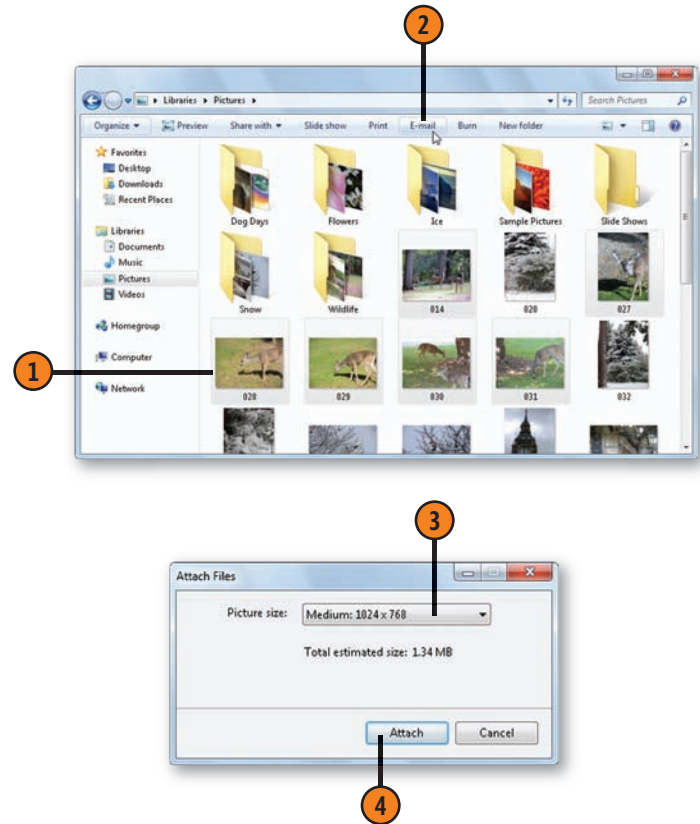 2
Libraries ▸ Pictures ▸
Search Pictures
Organize Preview Share with Slide show Print E-mail Burn New folder
Favorites
Desktop
Downloads
Recent Places
Libraries
Documents
Music
Pictures
Videos
Homegroup
Computer
Network
Dog Days Flowers Ice Sample Pictures Slide Shows
Snow Wildlife 014 020 027
1
028 029 030 031 032
3
Attach Files
Picture size: Medium: 1024 x 768
Total estimated size: 1.34 MB
Attach Cancel
4